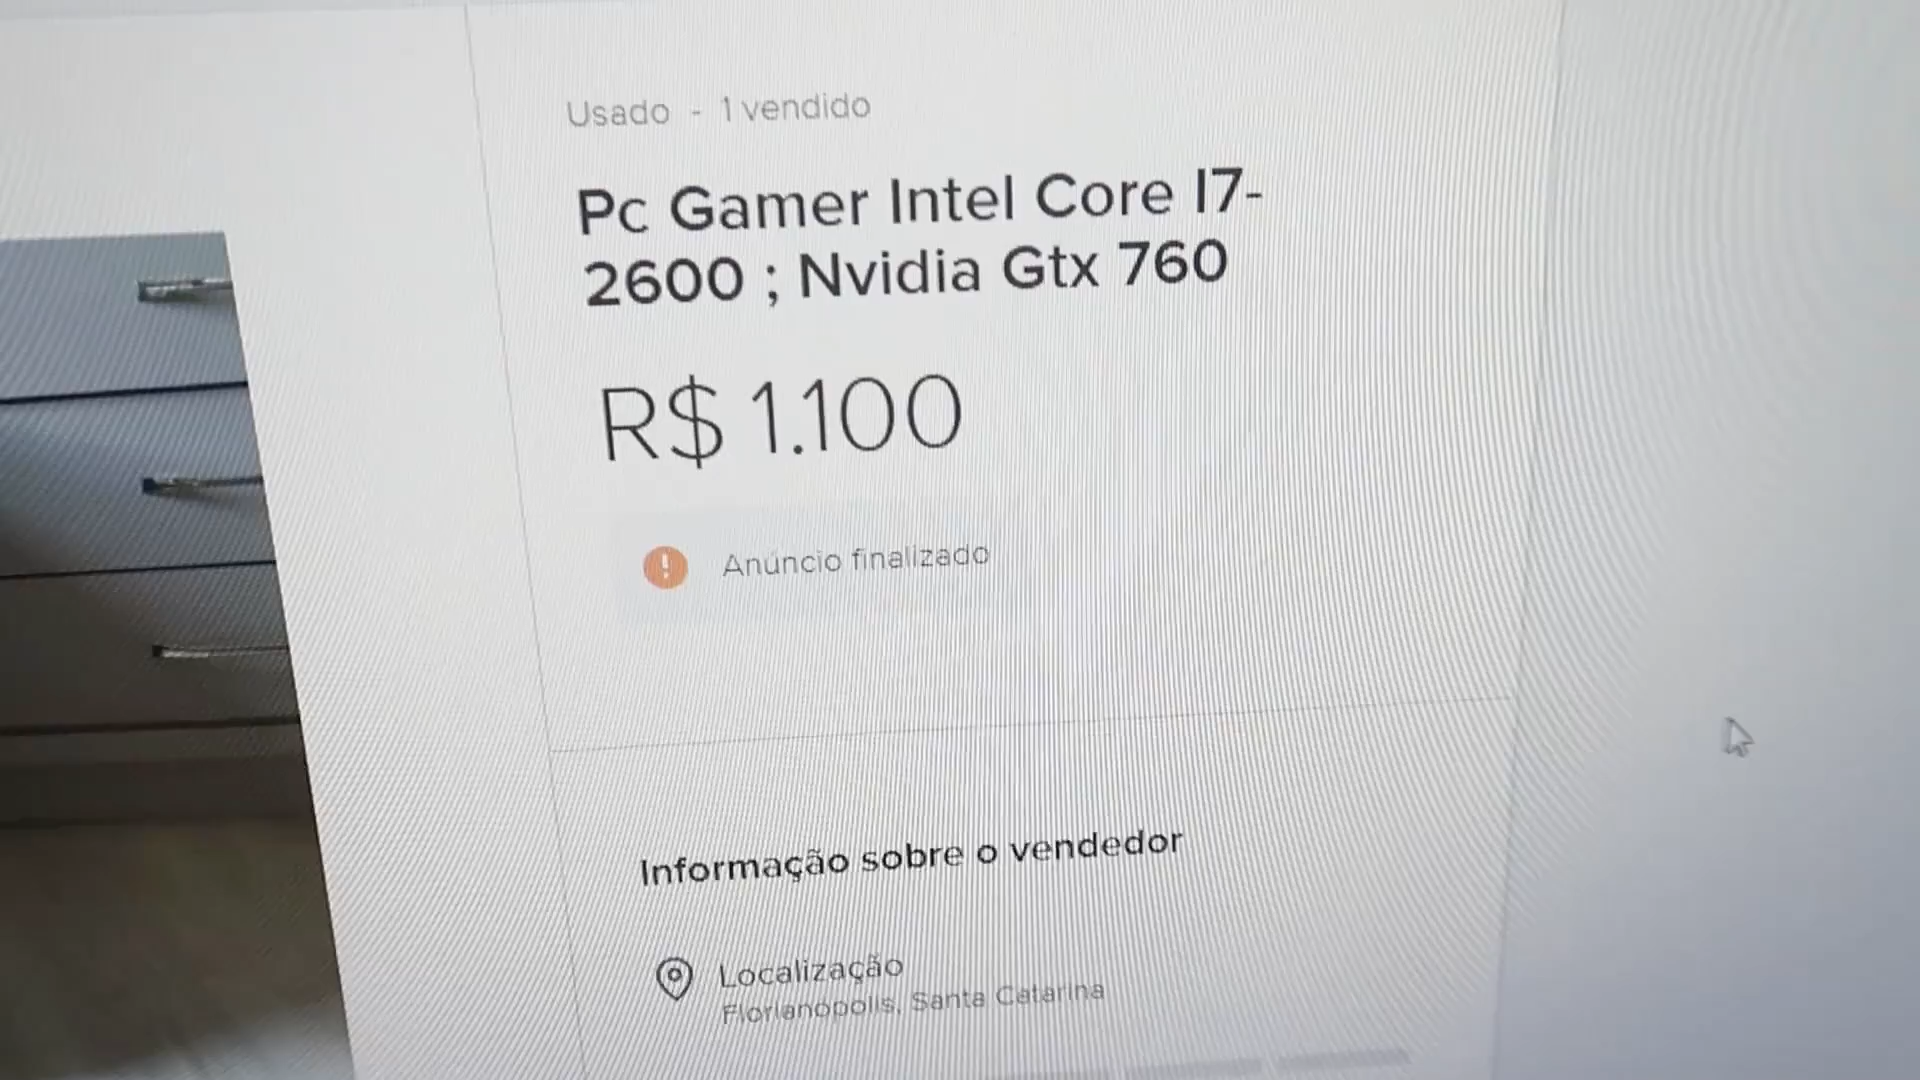 Usado - 1 vendido
Pc Gamer Intel Core I7-
2600 ; Nvidia Gtx 760
R$ 1.100
! Anúncio finalizado
Informação sobre o vendedor
Localização
Florianópolis, Santa Catarina